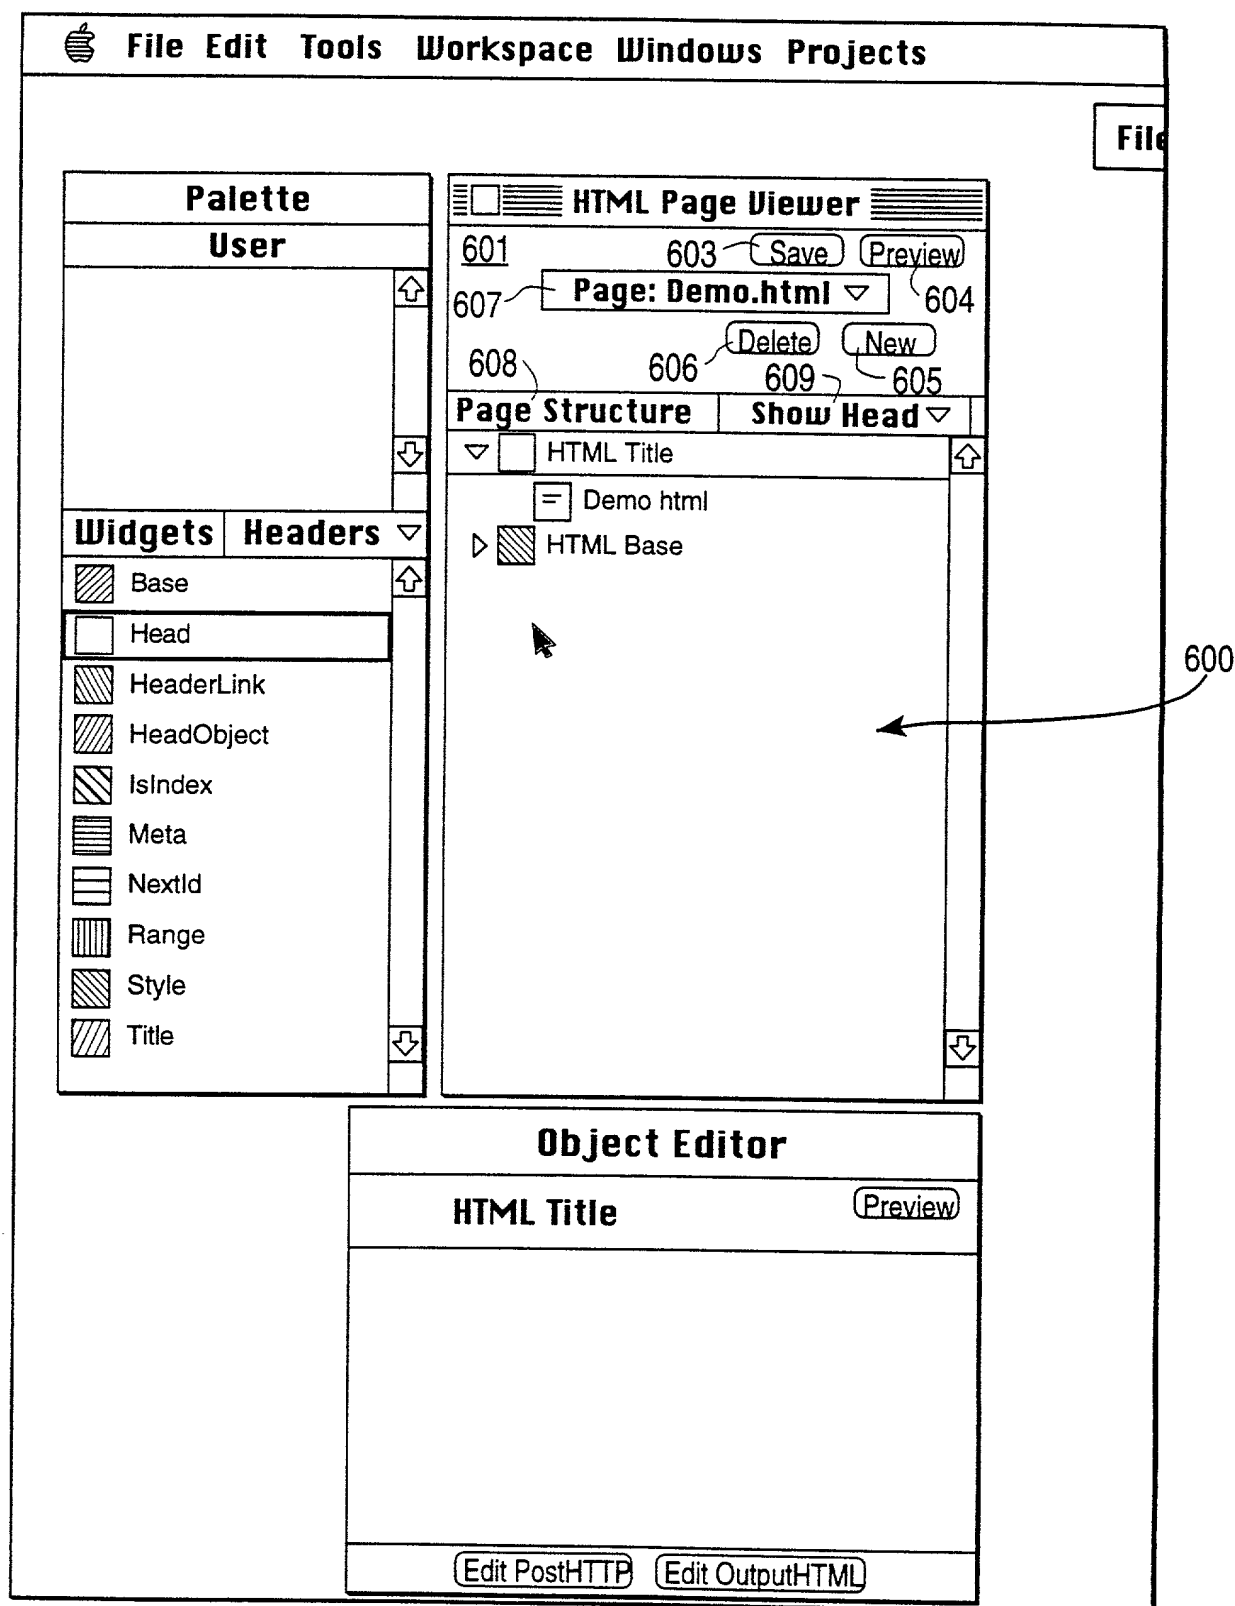 File Edit Tools Workspace Windows Projects
File
Palette
User
Widgets Headers
Base
Head
HeaderLink
HeadObject
IsIndex
Meta
NextId
Range
Style
Title
HTML Page Viewer
601 603 Save Preview
607 Page: Demo.html 604
608 606 Delete New
609 605
Page Structure Show Head
HTML Title
Demo html
HTML Base
600
Object Editor
HTML Title Preview
Edit PostHTTP Edit OutputHTML